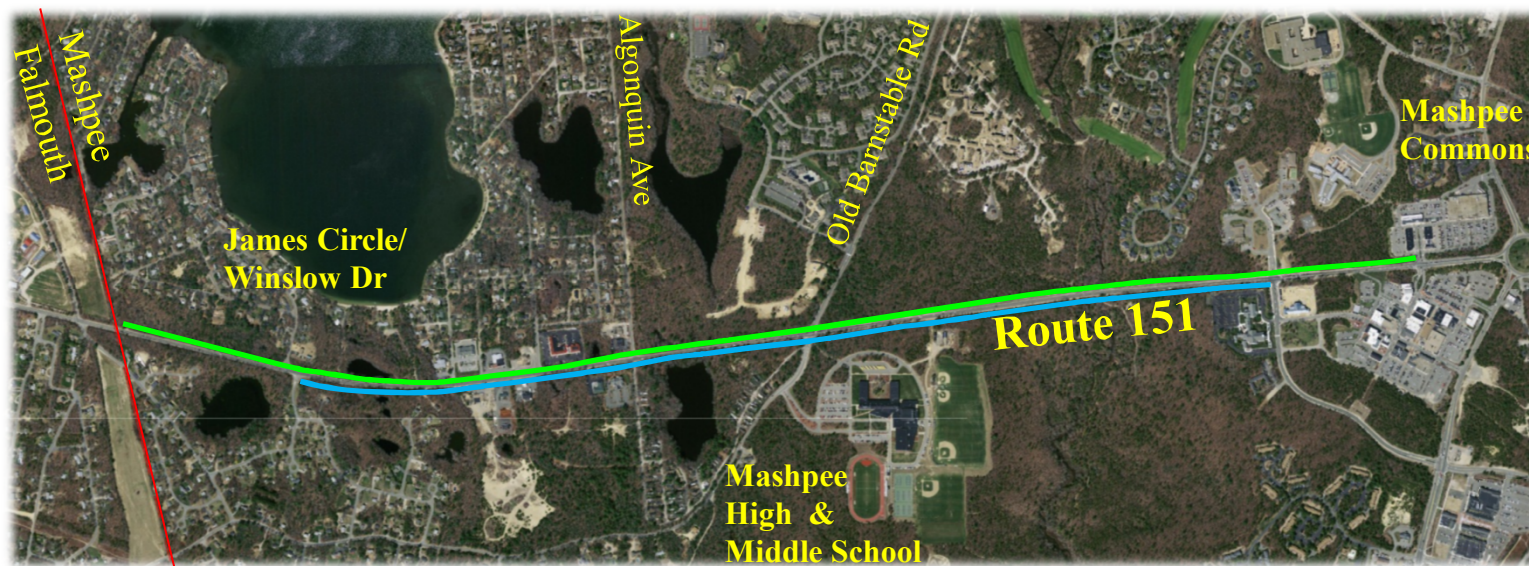 Mashpee
Falmouth
James Circle/
Winslow Dr
Algonquin Ave
Old Barnstable Rd
Mashpee
Commons
Route 151
Mashpee
High &
Middle School